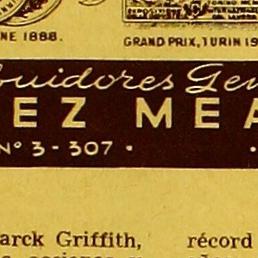 NE 1888.
GRAND PRIX, TURIN 19
buidores Gen
EZ MEA
Nº 3 - 307 •
arck Griffith,
récord